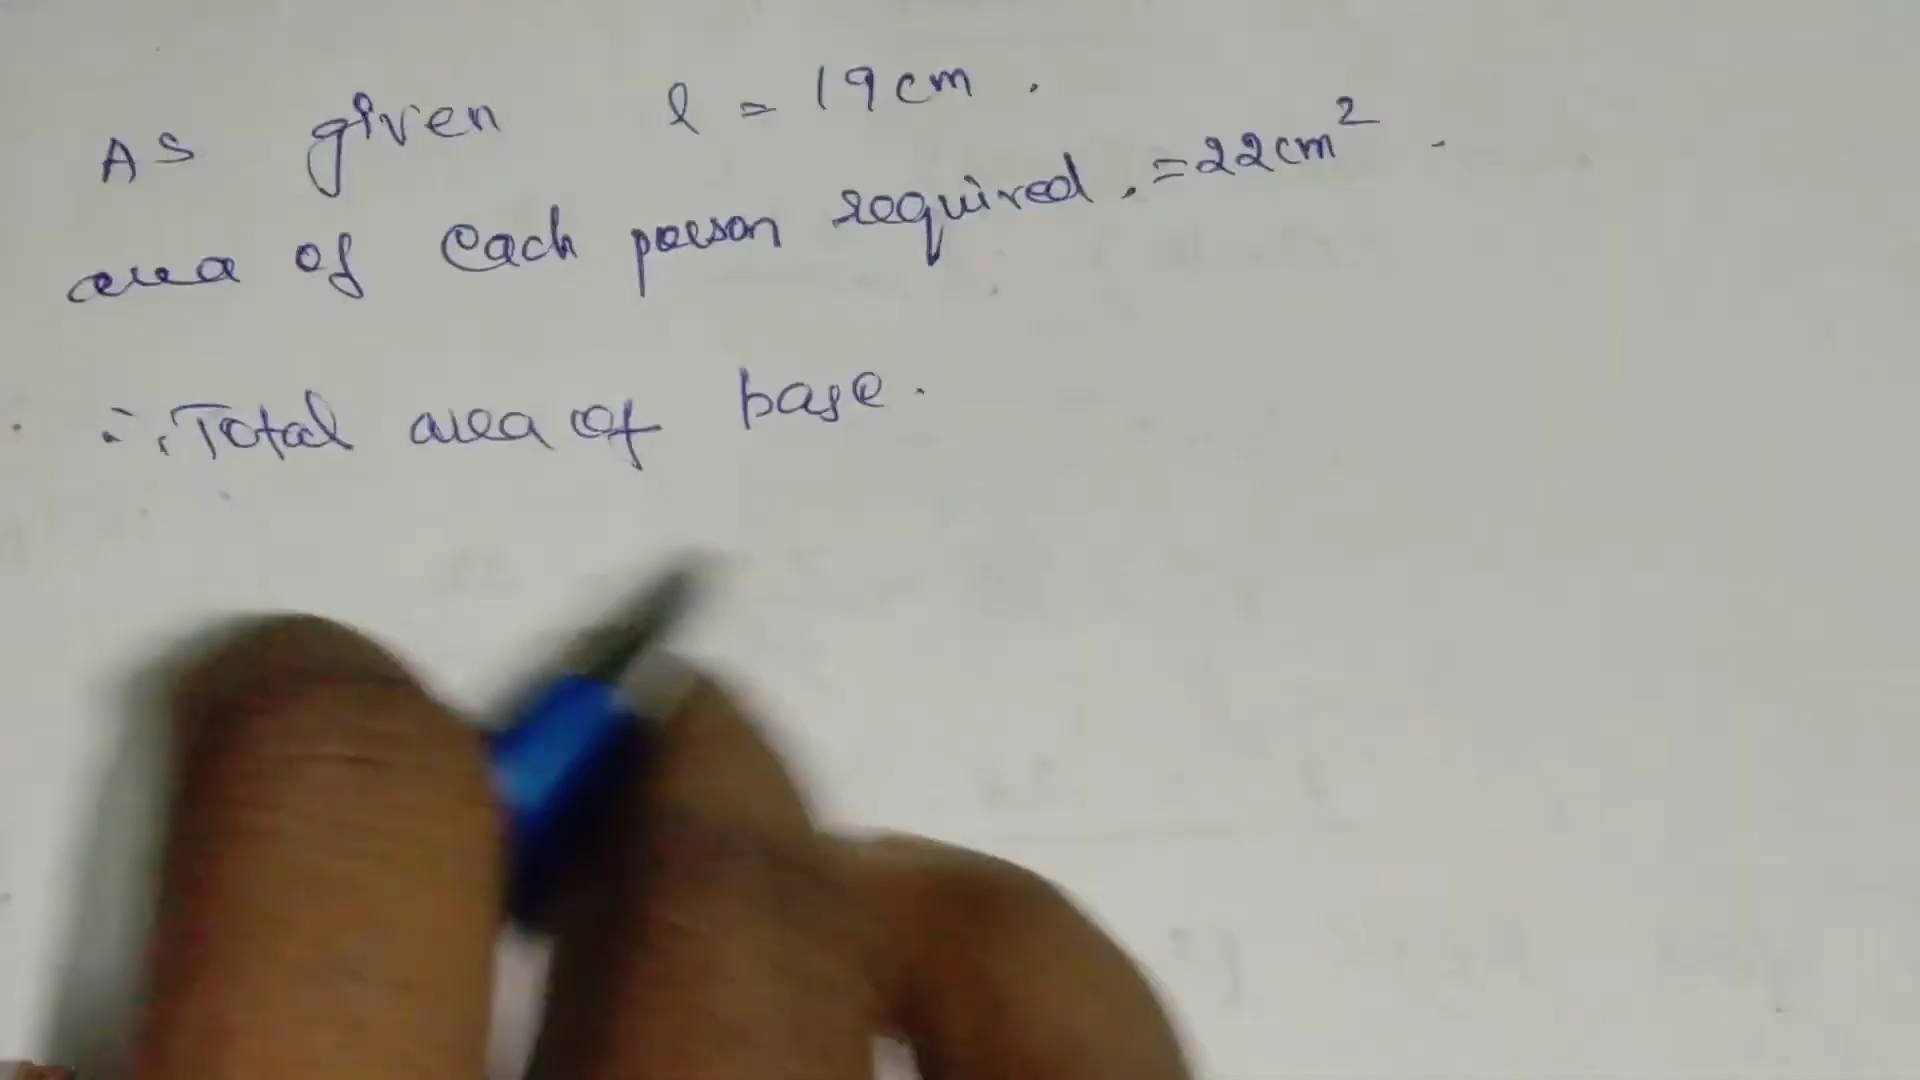 As given l = 19cm.
area of each person required. = 22cm²
∴ Total area of base.